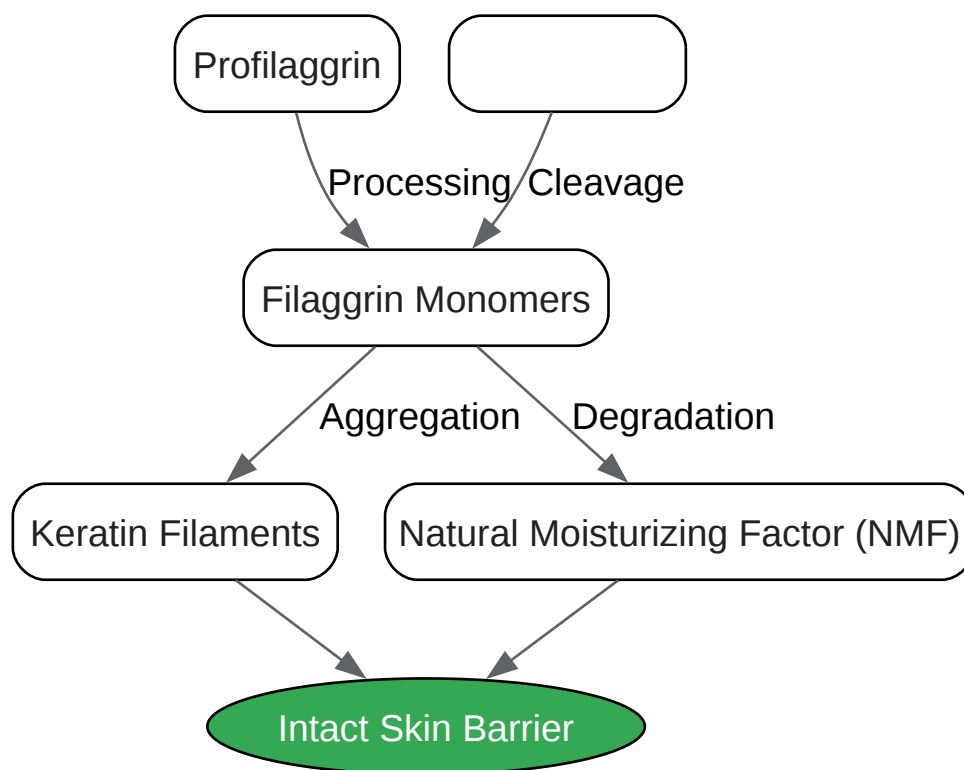 Profilaggrin
Processing
Cleavage
Filaggrin Monomers
Aggregation
Degradation
Keratin Filaments
Natural Moisturizing Factor (NMF)
Intact Skin Barrier